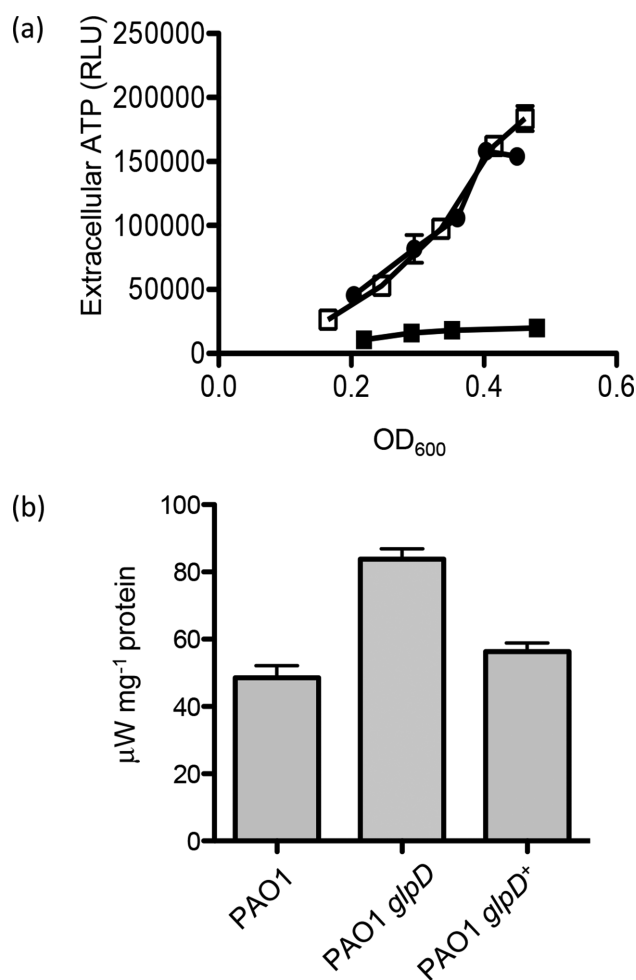 (a)
Extracellular ATP (RLU)
250000
200000
150000
100000
50000
0
0.0 0.2 0.4 0.6
OD600
(b)
µW mg-1 protein
100
80
60
40
20
0
PAO1
PAO1 glpD
PAO1 glpD+